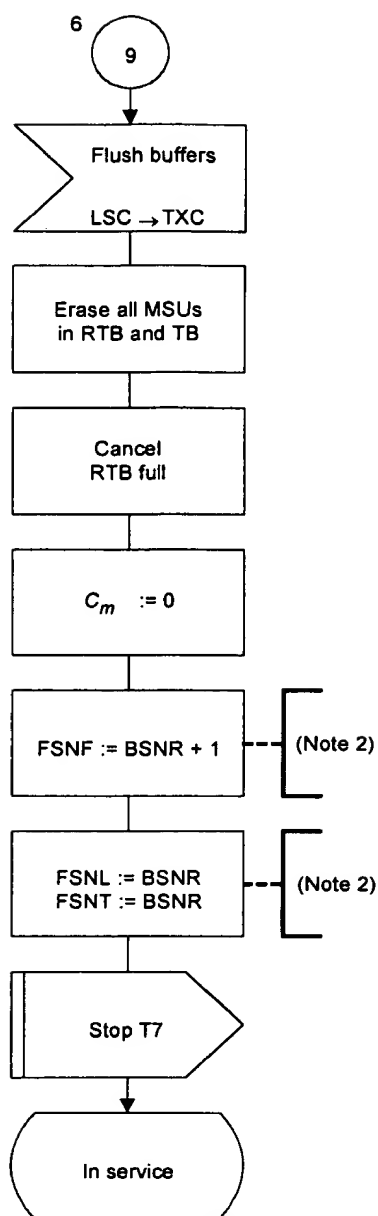 6
9
Flush buffers
LSC → TXC
Erase all MSUs
in RTB and TB
Cancel
RTB full
Cm := 0
FSNF := BSNR + 1
(Note 2)
FSNL := BSNR
FSNT := BSNR
(Note 2)
Stop T7
In service